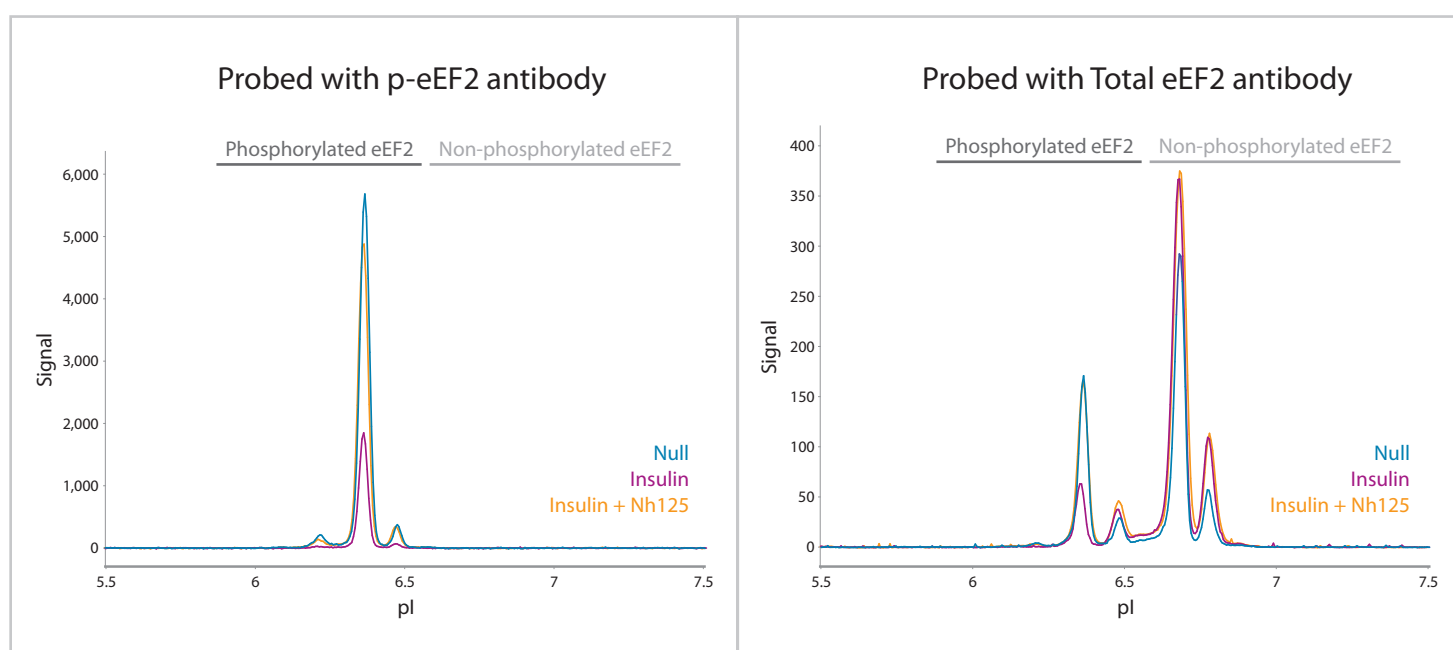 Probed with p-eEF2 antibody
Phosphorylated eEF2 Non-phosphorylated eEF2
6,000
5,000
4,000
3,000
2,000
1,000
0
Signal
Null
Insulin
Insulin + Nh125
5.5 6 6.5 7 7.5
pI
Probed with Total eEF2 antibody
Phosphorylated eEF2 Non-phosphorylated eEF2
400
350
300
250
200
150
100
50
0
Signal
Null
Insulin
Insulin + Nh125
5.5 6 6.5 7 7.5
pI